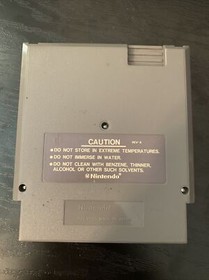 CAUTION REV-A
•DO NOT STORE IN EXTREME TEMPERATURES.
•DO NOT IMMERSE IN WATER.
•DO NOT CLEAN WITH BENZENE, THINNER,
ALCOHOL OR OTHER SUCH SOLVENTS.
®Nintendo®